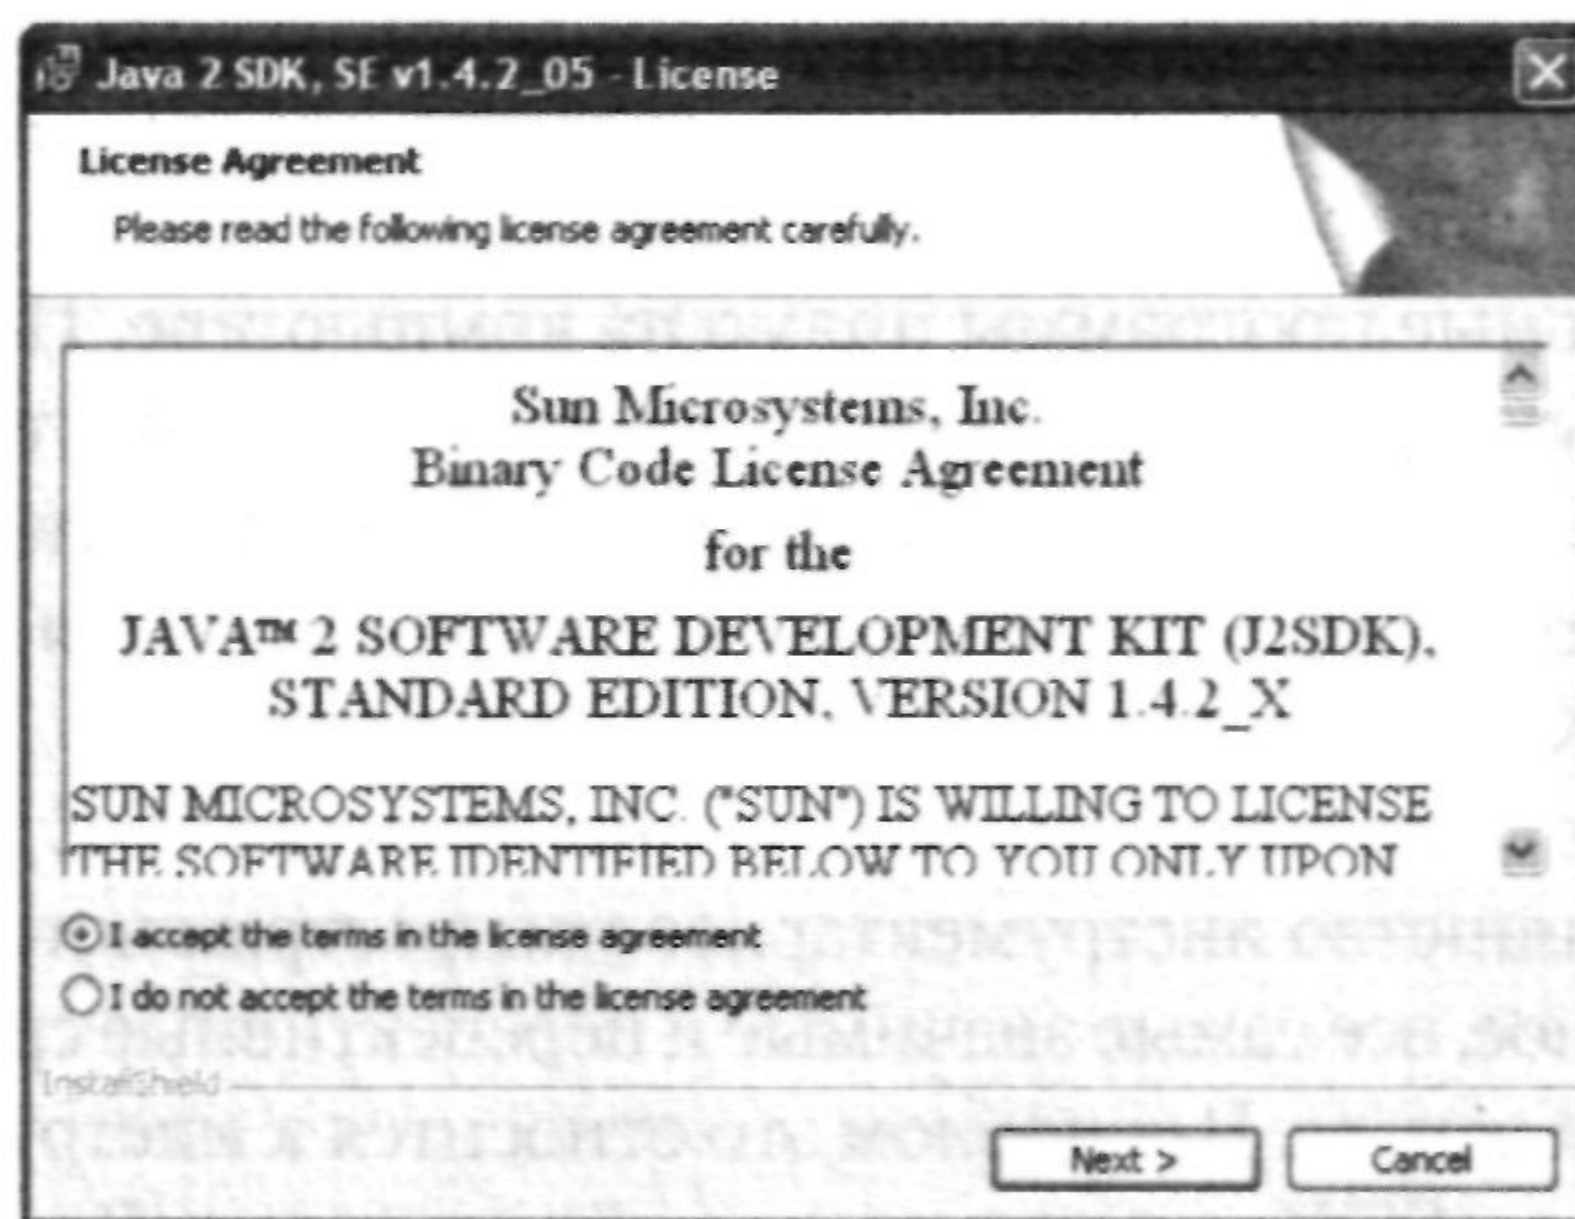 Java 2 SDK, SE v1.4.2_05 - License
License Agreement
Please read the following license agreement carefully.
Sun Microsystems, Inc.
Binary Code License Agreement
for the
JAVA™ 2 SOFTWARE DEVELOPMENT KIT (J2SDK),
STANDARD EDITION, VERSION 1.4.2_X
SUN MICROSYSTEMS, INC. ("SUN") IS WILLING TO LICENSE
THE SOFTWARE IDENTIFIED BELOW TO YOU ONLY UPON
I accept the terms in the license agreement
I do not accept the terms in the license agreement
InstallShield
Next >
Cancel